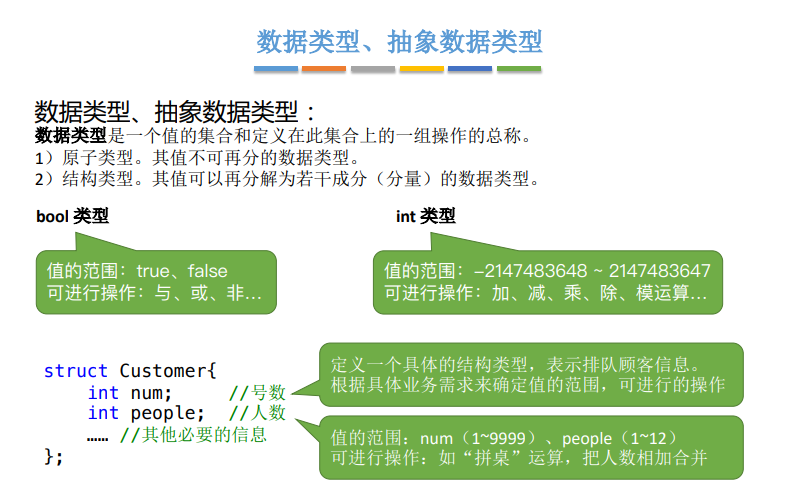 数据类型、抽象数据类型
数据类型、抽象数据类型：
数据类型是一个值的集合和定义在此集合上的一组操作的总称。
1）原子类型。其值不可再分的数据类型。
2）结构类型。其值可以再分解为若干成分（分量）的数据类型。
bool 类型
值的范围：true、false
可进行操作：与、或、非…
int 类型
值的范围：-2147483648 ~ 2147483647
可进行操作：加、减、乘、除、模运算…
struct Customer{
int num; //号数
int people; //人数
…… //其他必要的信息
};
定义一个具体的结构类型，表示排队顾客信息。
根据具体业务需求来确定值的范围，可进行的操作
值的范围：num（1~9999）、people（1~12）
可进行操作：如“拼桌”运算，把人数相加合并